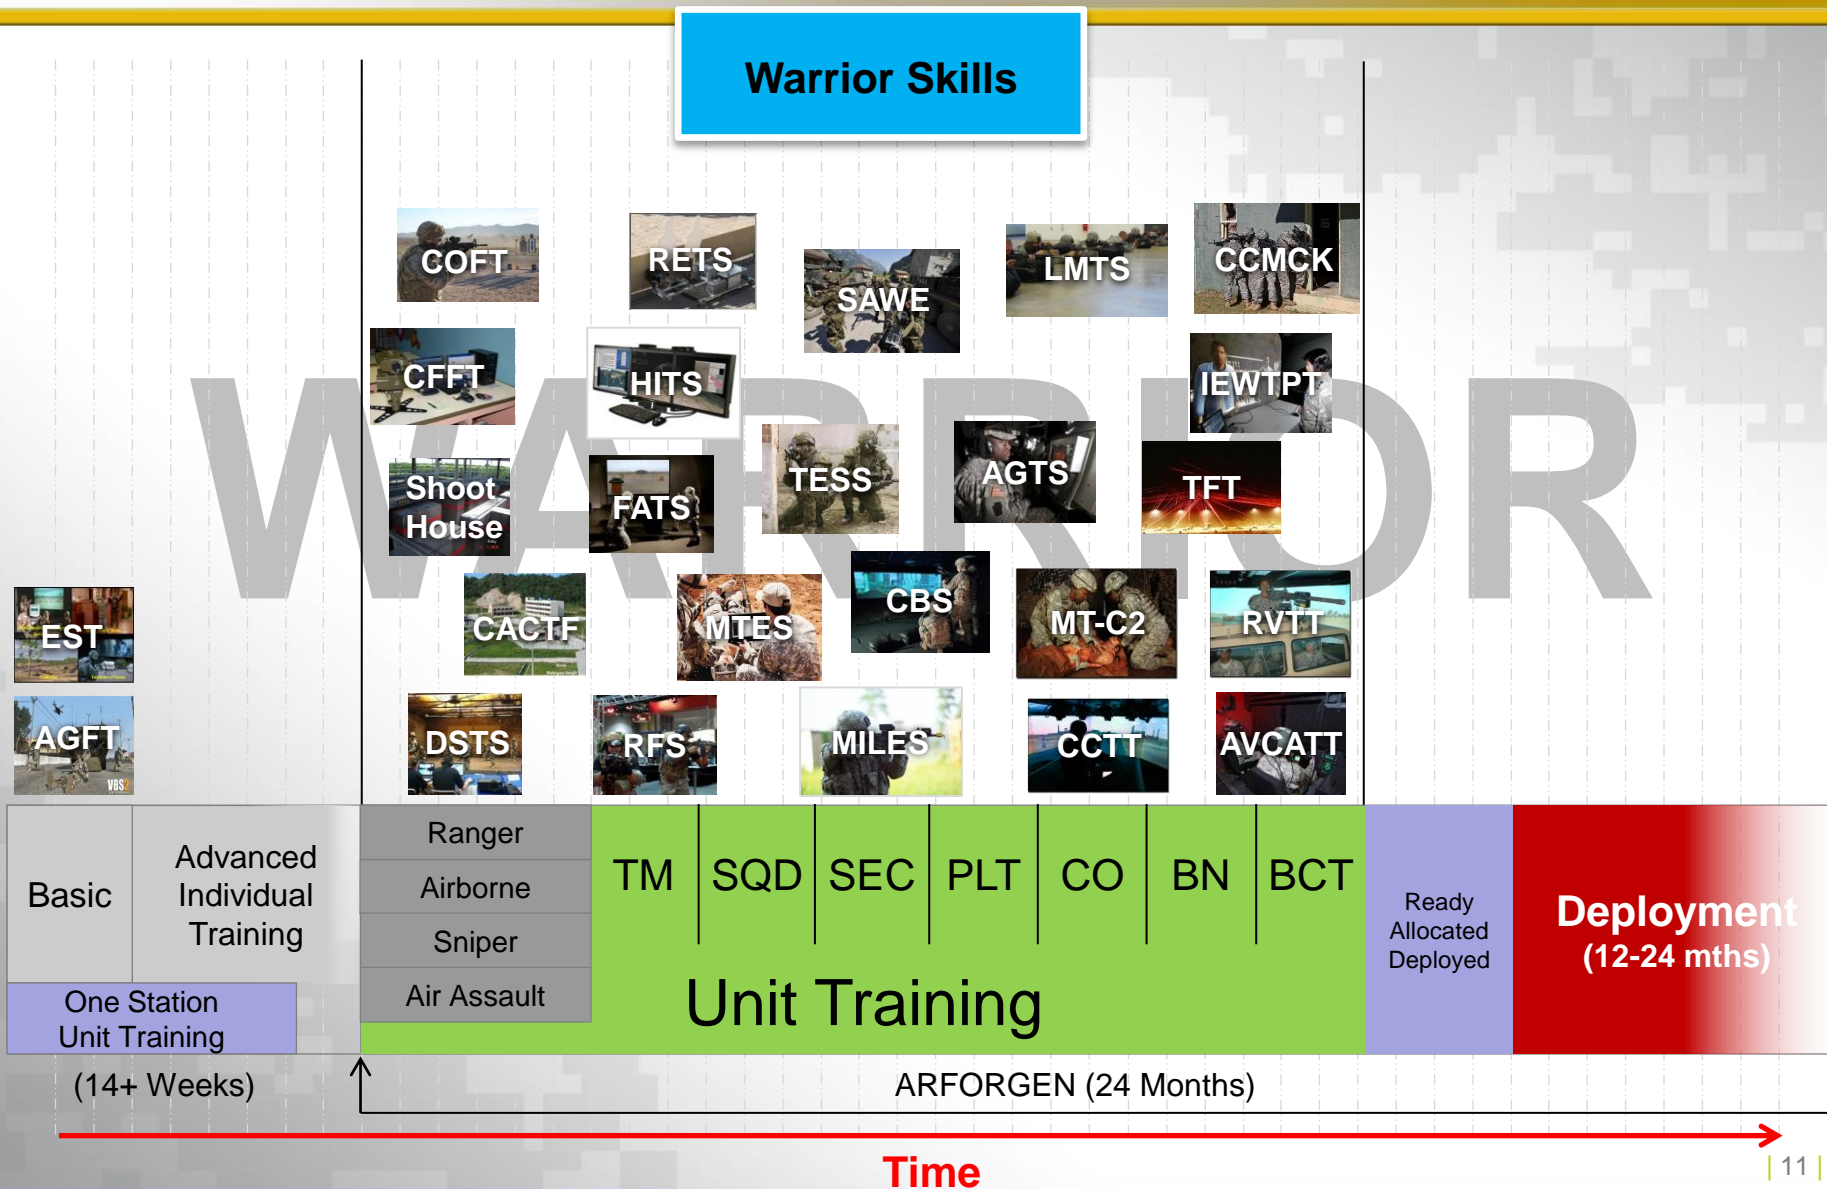 Warrior Skills
WARRIOR
COFT
RETS
SAWE
LMTS
CCMCK
CFFT
HITS
IEWTPT
Shoot
House
FATS
TESS
AGTS
TFT
EST
CACTF
MTES
CBS
MT-C2
RVTT
AGFT
VBS2
DSTS
RFS
MILES
CCTT
AVCATT
Basic
Advanced
Individual
Training
One Station
Unit Training
Ranger
Airborne
Sniper
Air Assault
TM
SQD
SEC
PLT
CO
BN
BCT
Unit Training
Ready
Allocated
Deployed
Deployment
(12-24 mths)
(14+ Weeks)
ARFORGEN (24 Months)
Time
| 11 |